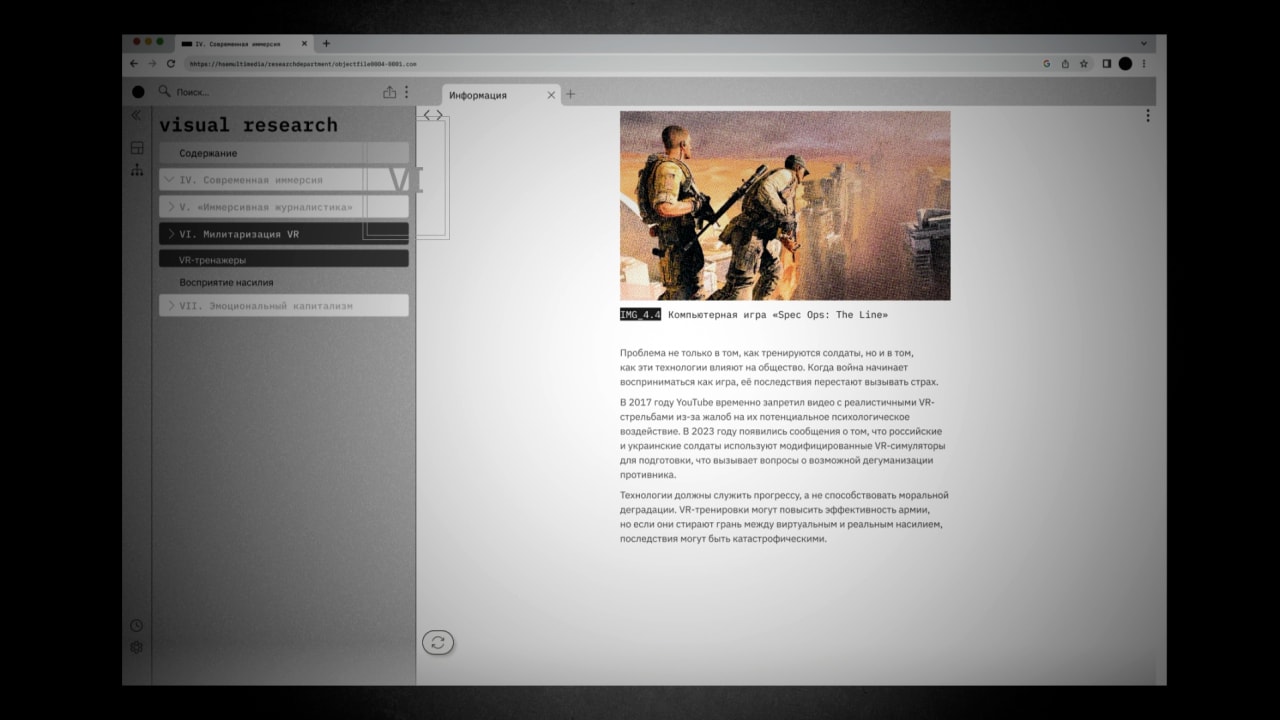 IV. Современная иммерсия
hhtps://hsemultimedia/researchdepartment/objectfile0004-0001.com
Поиск...
Информация
visual research
Содержание
IV. Современная иммерсия
VI
V. «Иммерсивная журналистика»
VI. Милитаризация VR
VR-тренажеры
Восприятие насилия
VII. Эмоциональный капитализм
IMG_4.4 Компьютерная игра «Spec Ops: The Line»
Проблема не только в том, как тренируются солдаты, но и в том,
как эти технологии влияют на общество. Когда война начинает
восприниматься как игра, её последствия перестают вызывать страх.
В 2017 году YouTube временно запретил видео с реалистичными VR-
стрельбами из-за жалоб на их потенциальное психологическое
воздействие. В 2023 году появились сообщения о том, что российские
и украинские солдаты используют модифицированные VR-симуляторы
для подготовки, что вызывает вопросы о возможной дегуманизации
противника.
Технологии должны служить прогрессу, а не способствовать моральной
деградации. VR-тренировки могут повысить эффективность армии,
но если они стирают грань между виртуальным и реальным насилием,
последствия могут быть катастрофическими.